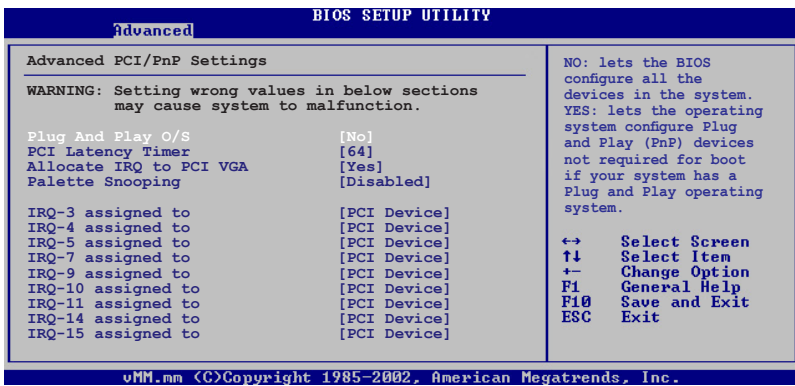 BIOS SETUP UTILITY
Advanced
Advanced PCI/PnP Settings
WARNING: Setting wrong values in below sections
may cause system to malfunction.
Plug And Play O/S [No]
PCI Latency Timer [64]
Allocate IRQ to PCI VGA [Yes]
Palette Snooping [Disabled]
IRQ-3 assigned to [PCI Device]
IRQ-4 assigned to [PCI Device]
IRQ-5 assigned to [PCI Device]
IRQ-7 assigned to [PCI Device]
IRQ-9 assigned to [PCI Device]
IRQ-10 assigned to [PCI Device]
IRQ-11 assigned to [PCI Device]
IRQ-14 assigned to [PCI Device]
IRQ-15 assigned to [PCI Device]
NO: lets the BIOS
configure all the
devices in the system.
YES: lets the operating
system configure Plug
and Play (PnP) devices
not required for boot
if your system has a
Plug and Play operating
system.
←→ Select Screen
↑↓ Select Item
+- Change Option
F1 General Help
F10 Save and Exit
ESC Exit
vMM.mm (C)Copyright 1985-2002, American Megatrends, Inc.